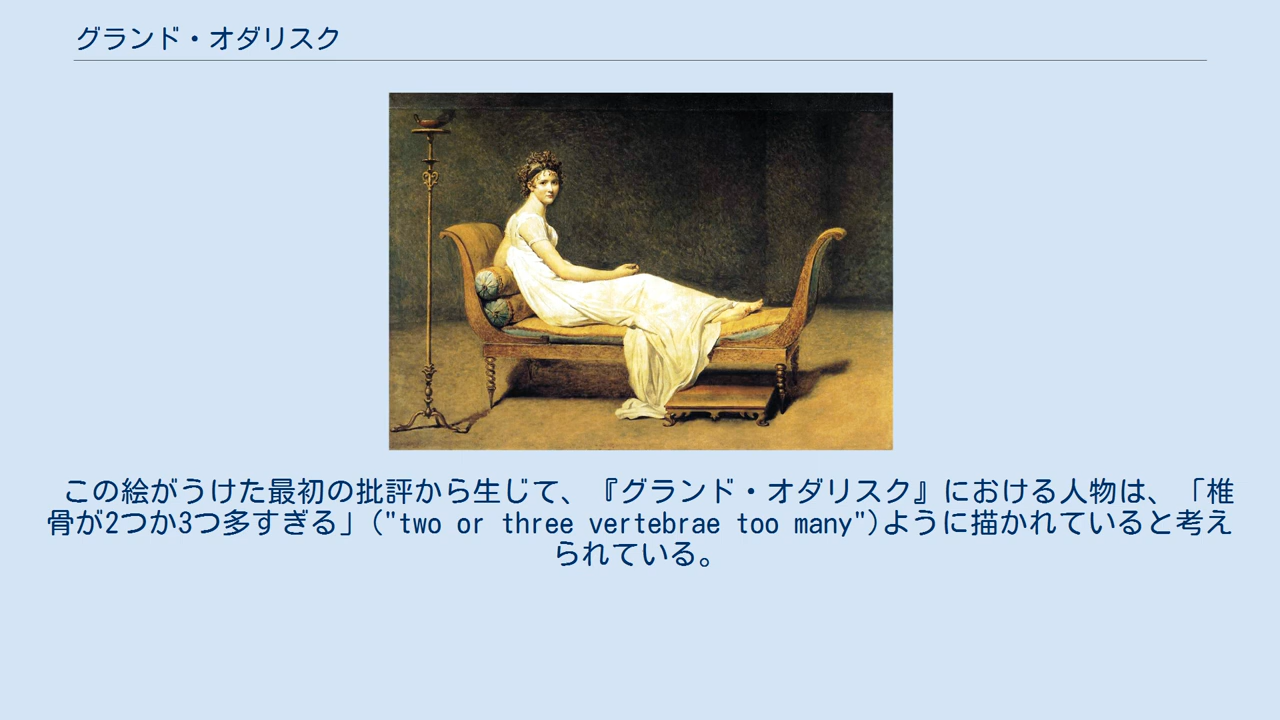 グランド・オダリスク
この絵がうけた最初の批評から生じて、『グランド・オダリスク』における人物は、「椎
骨が2つか3つ多すぎる」("two or three vertebrae too many")ように描かれていると考え
られている。